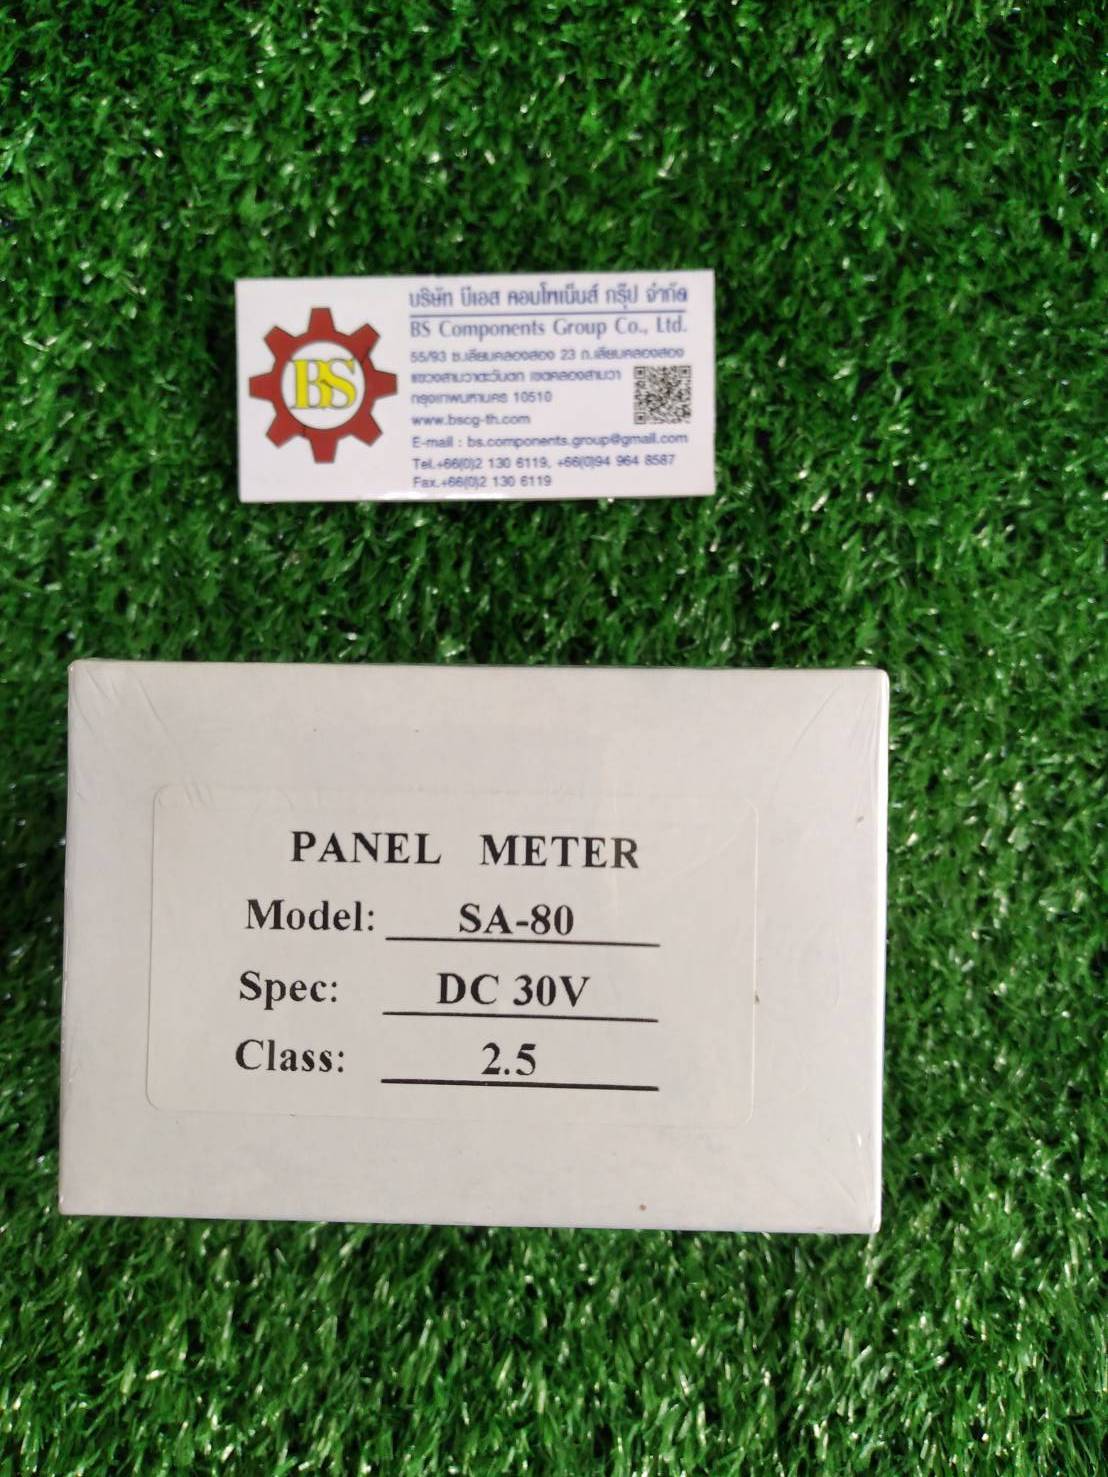 BS
บริษัท บีเอส คอมโพเน็นส์ กรุ๊ป จำกัด
BS Components Group Co., Ltd.
55/93 ซ.เลียบคลองสอง 23 ถ.เลียบคลองสอง
แขวงสามวาตะวันตก เขตคลองสามวา
กรุงเทพมหานคร 10510
www.bscg-th.com
E-mail : bs.components.group@gmail.com
Tel.+66(0)2 130 6119, +66(0)94 964 8587
Fax.+66(0)2 130 6119
PANEL METER
Model: SA-80
Spec: DC 30V
Class: 2.5